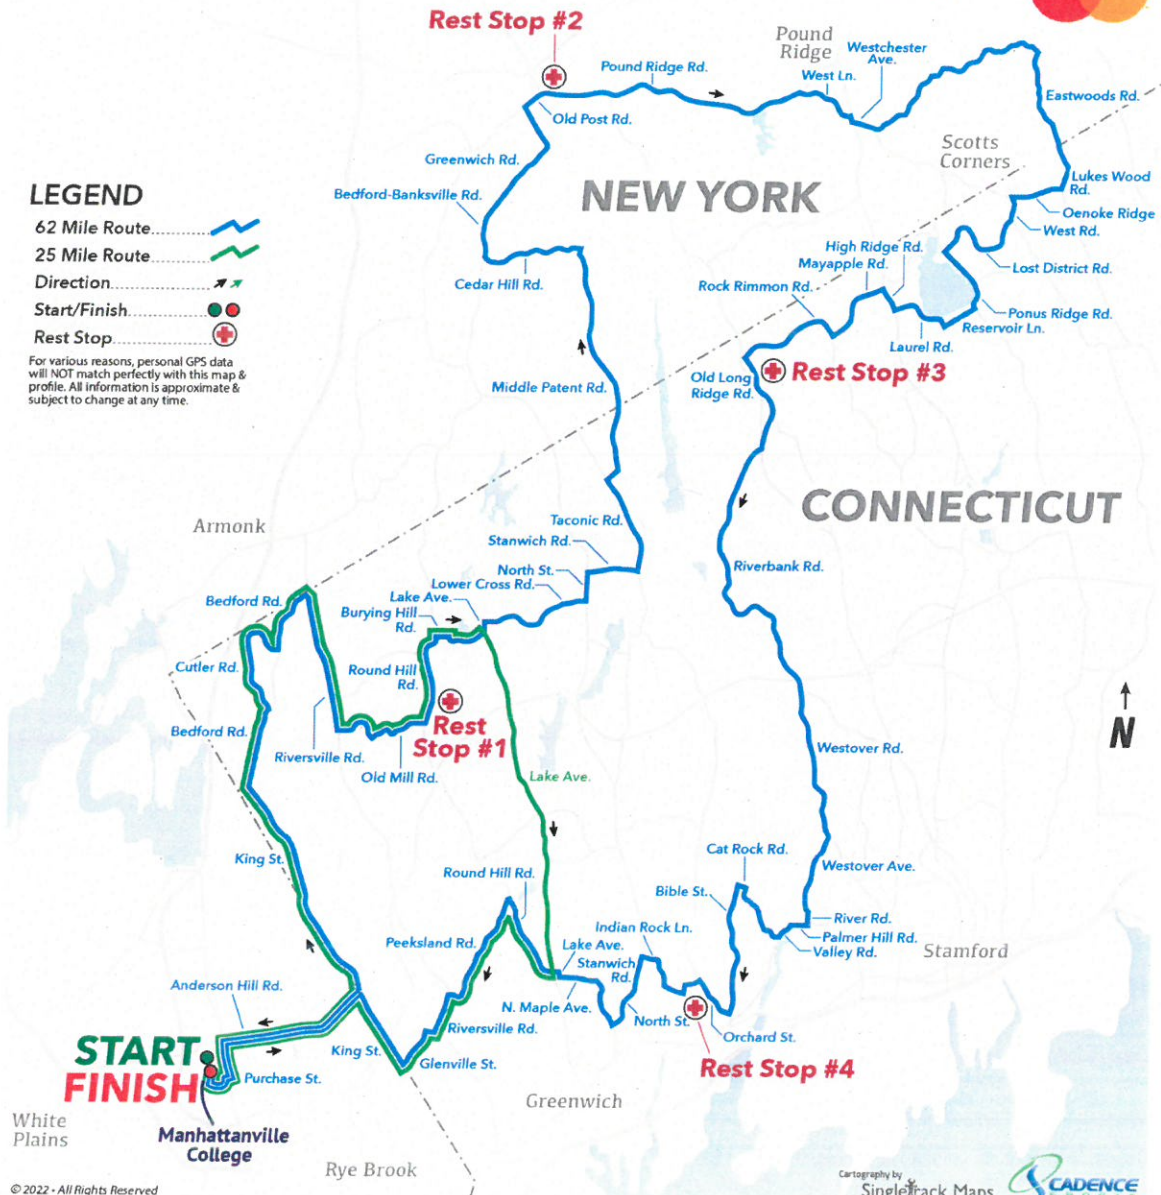 Rest Stop #2
Pound
Ridge
Westchester
Ave.
Pound Ridge Rd.
West Ln.
Eastwoods Rd.
Old Post Rd.
Scotts
Corners
Greenwich Rd.
Lukes Wood
Rd.
LEGEND
62 Mile Route
25 Mile Route
Direction
Start/Finish
Rest Stop
For various reasons, personal GPS data
will NOT match perfectly with this map &
profile. All information is approximate &
subject to change at any time.
Bedford-Banksville Rd.
NEW YORK
Oenoke Ridge
West Rd.
High Ridge Rd.
Mayapple Rd.
Lost District Rd.
Cedar Hill Rd.
Rock Rimmon Rd.
Ponus Ridge Rd.
Reservoir Ln.
Laurel Rd.
Rest Stop #3
Old Long
Ridge Rd.
Middle Patent Rd.
CONNECTICUT
Armonk
Taconic Rd.
Stanwich Rd.
Riverbank Rd.
North St.
Lower Cross Rd.
Lake Ave.
Bedford Rd.
Burying Hill
Rd.
Cutler Rd.
Round Hill
Rd.
Rest
Stop #1
Bedford Rd.
Riversville Rd.
Old Mill Rd.
N
Westover Rd.
Lake Ave.
King St.
Cat Rock Rd.
Westover Ave.
Round Hill Rd.
Bible St.
River Rd.
Indian Rock Ln.
Palmer Hill Rd.
Valley Rd.
Stamford
Peeksland Rd.
Lake Ave.
Stanwich
Rd.
Anderson Hill Rd.
N. Maple Ave.
North St.
Riversville Rd.
Orchard St.
START
FINISH
King St.
Glenville St.
Rest Stop #4
Purchase St.
Greenwich
White
Plains
Manhattanville
College
Rye Brook
© 2022 • All Rights Reserved
Cartography by
SingleTrack Maps
CADENCE